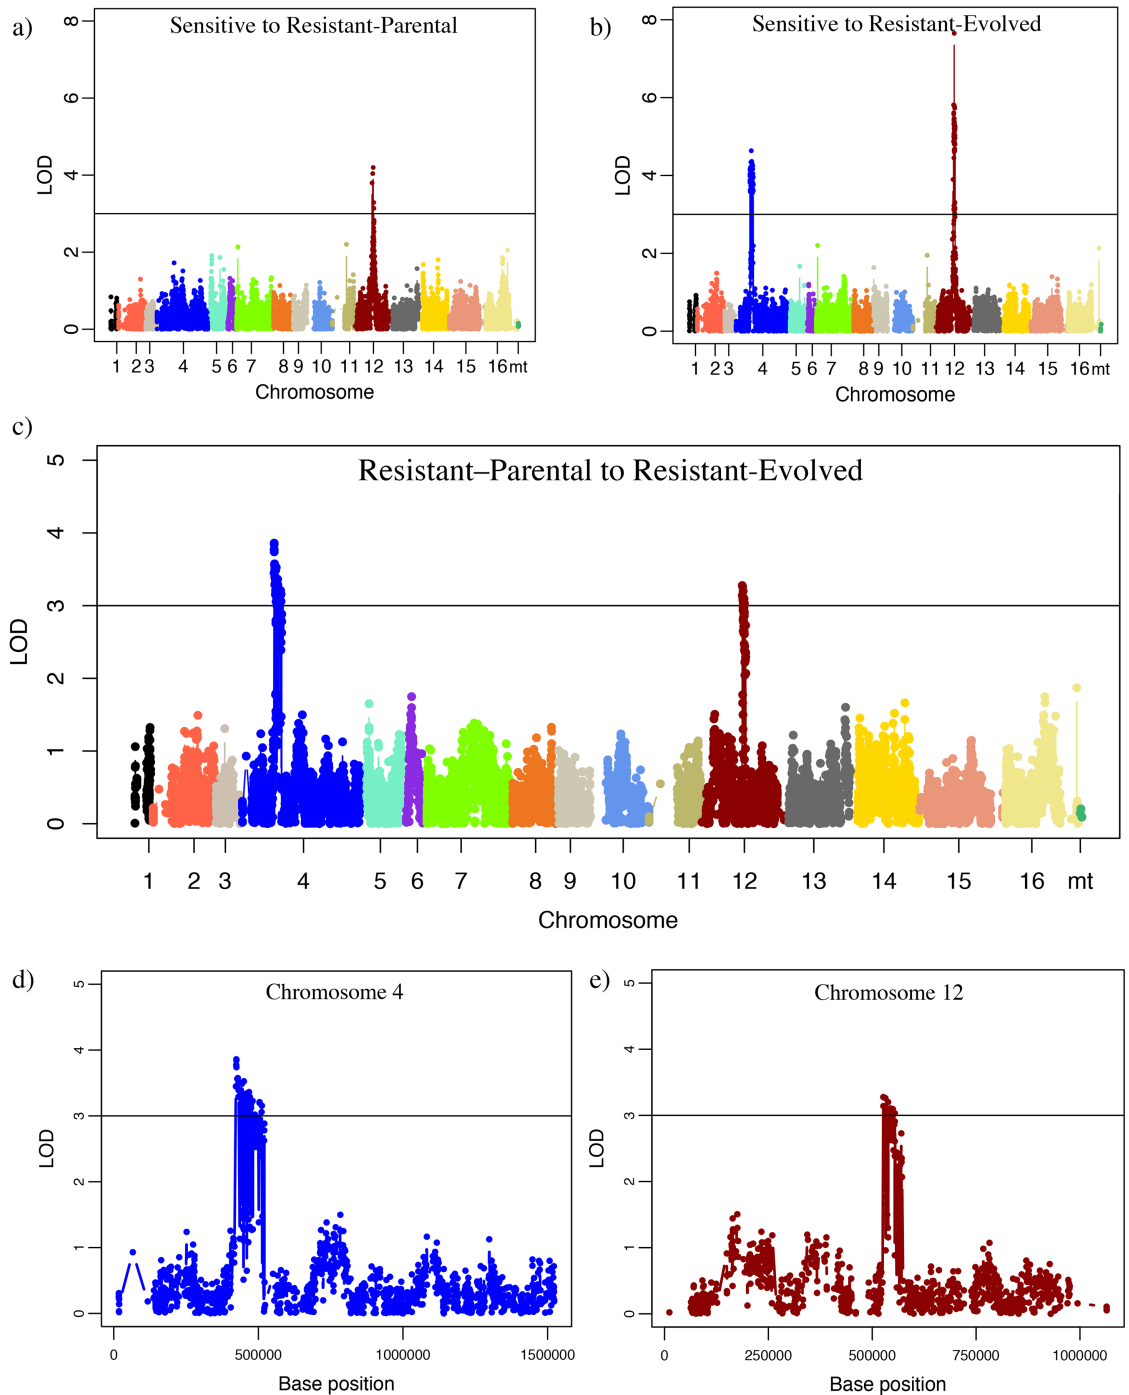 a)
Sensitive to Resistant-Parental
8
6
4
2
0
LOD
1 2 3 4 5 6 7 8 9 10 11 12 13 14 15 16 mt
Chromosome
b)
Sensitive to Resistant-Evolved
8
6
4
2
0
LOD
1 2 3 4 5 6 7 8 9 10 11 12 13 14 15 16 mt
Chromosome
c)
Resistant–Parental to Resistant-Evolved
5
4
3
2
1
0
LOD
1 2 3 4 5 6 7 8 9 10 11 12 13 14 15 16 mt
Chromosome
d)
Chromosome 4
5
4
3
2
1
0
LOD
0 500000 1000000 1500000
Base position
e)
Chromosome 12
5
4
3
2
1
0
LOD
0 250000 500000 750000 1000000
Base position